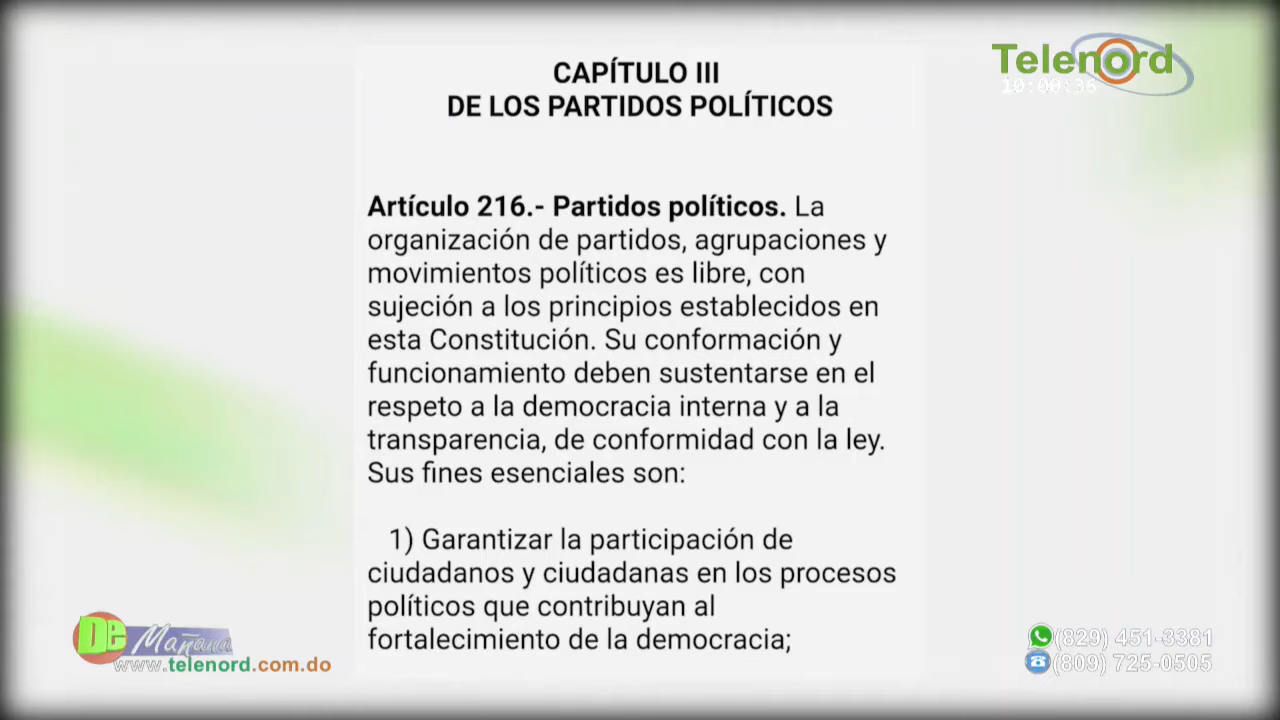 Telenord
10:00:36
CAPÍTULO III
DE LOS PARTIDOS POLÍTICOS
Artículo 216.- Partidos políticos. La
organización de partidos, agrupaciones y
movimientos políticos es libre, con
sujeción a los principios establecidos en
esta Constitución. Su conformación y
funcionamiento deben sustentarse en el
respeto a la democracia interna y a la
transparencia, de conformidad con la ley.
Sus fines esenciales son:
1) Garantizar la participación de
ciudadanos y ciudadanas en los procesos
políticos que contribuyan al
fortalecimiento de la democracia;
De Mañana
www.telenord.com.do
(829) 451-3381
(809) 725-0505